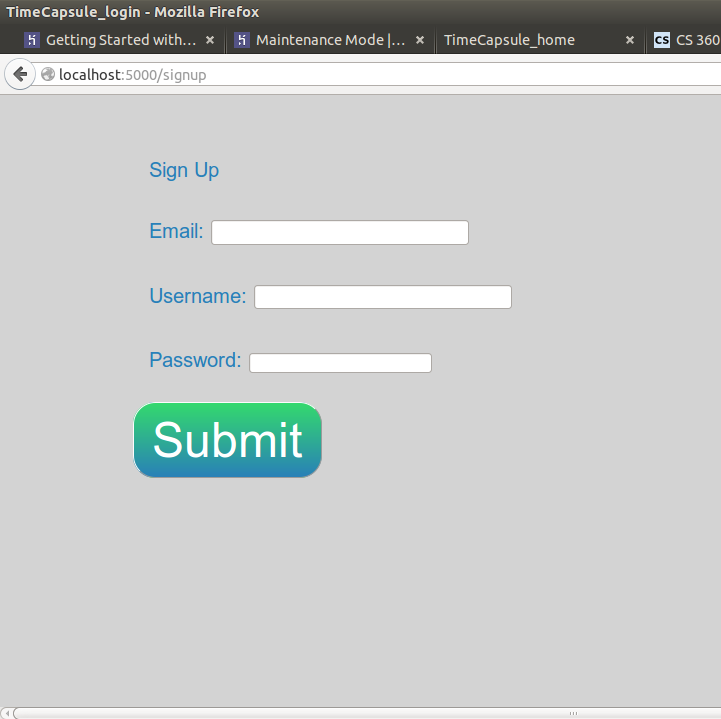 TimeCapsule_login - Mozilla Firefox
Getting Started with... × Maintenance Mode |... × TimeCapsule_home × CS CS 360
localhost:5000/signup
Sign Up
Email:
Username:
Password:
Submit